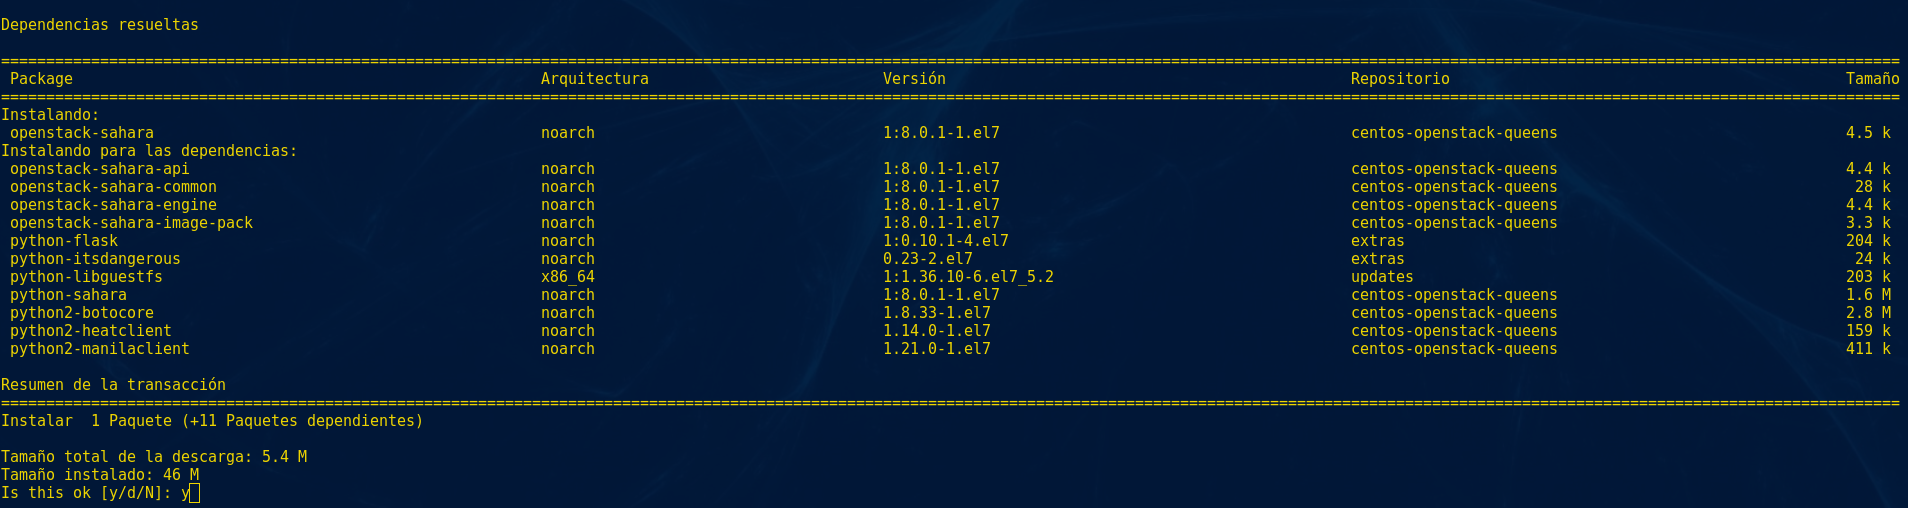 Dependencias resueltas
================================================================================
Package Arquitectura Versión Repositorio Tamaño
================================================================================
Instalando:
openstack-sahara noarch 1:8.0.1-1.el7 centos-openstack-queens 4.5 k
Instalando para las dependencias:
openstack-sahara-api noarch 1:8.0.1-1.el7 centos-openstack-queens 4.4 k
openstack-sahara-common noarch 1:8.0.1-1.el7 centos-openstack-queens 28 k
openstack-sahara-engine noarch 1:8.0.1-1.el7 centos-openstack-queens 4.4 k
openstack-sahara-image-pack noarch 1:8.0.1-1.el7 centos-openstack-queens 3.3 k
python-flask noarch 1:0.10.1-4.el7 extras 204 k
python-itsdangerous noarch 0.23-2.el7 extras 24 k
python-libguestfs x86_64 1:1.36.10-6.el7_5.2 updates 203 k
python-sahara noarch 1:8.0.1-1.el7 centos-openstack-queens 1.6 M
python2-botocore noarch 1.8.33-1.el7 centos-openstack-queens 2.8 M
python2-heatclient noarch 1.14.0-1.el7 centos-openstack-queens 159 k
python2-manilaclient noarch 1.21.0-1.el7 centos-openstack-queens 411 k
Resumen de la transacción
================================================================================
Instalar 1 Paquete (+11 Paquetes dependientes)
Tamaño total de la descarga: 5.4 M
Tamaño instalado: 46 M
Is this ok [y/d/N]: y